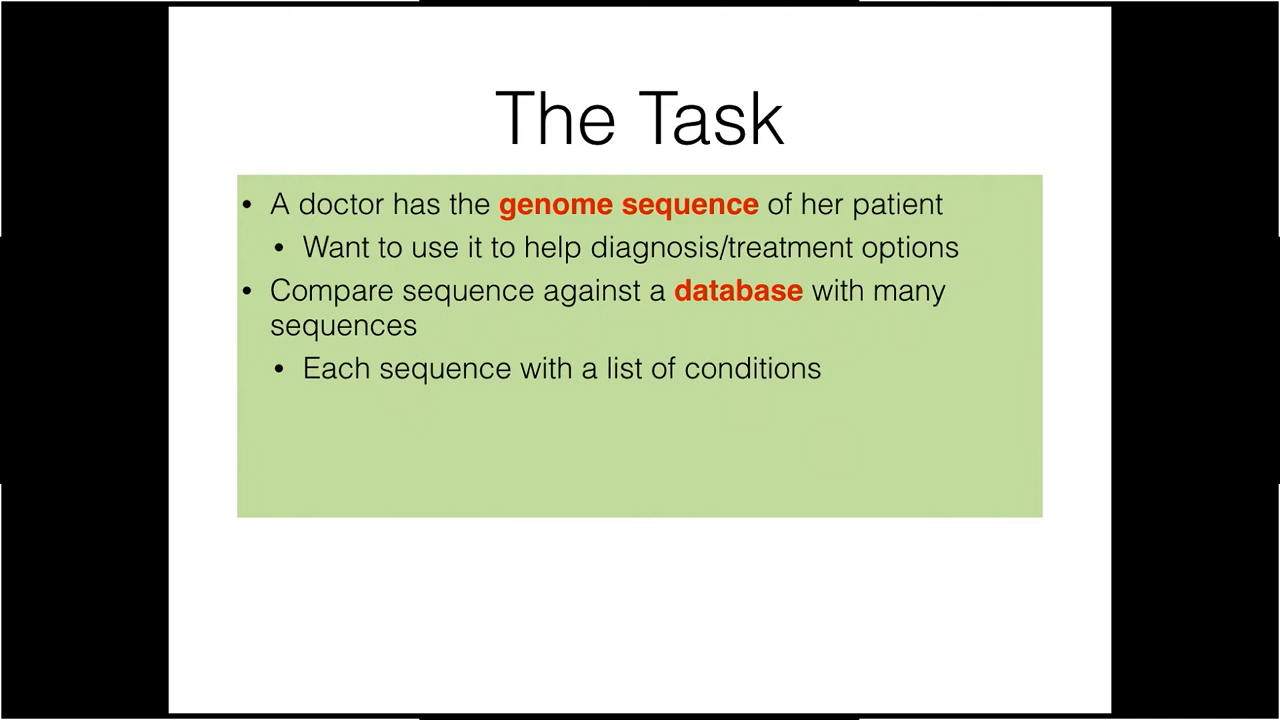 The Task
• A doctor has the genome sequence of her patient
• Want to use it to help diagnosis/treatment options
• Compare sequence against a database with many
sequences
• Each sequence with a list of conditions